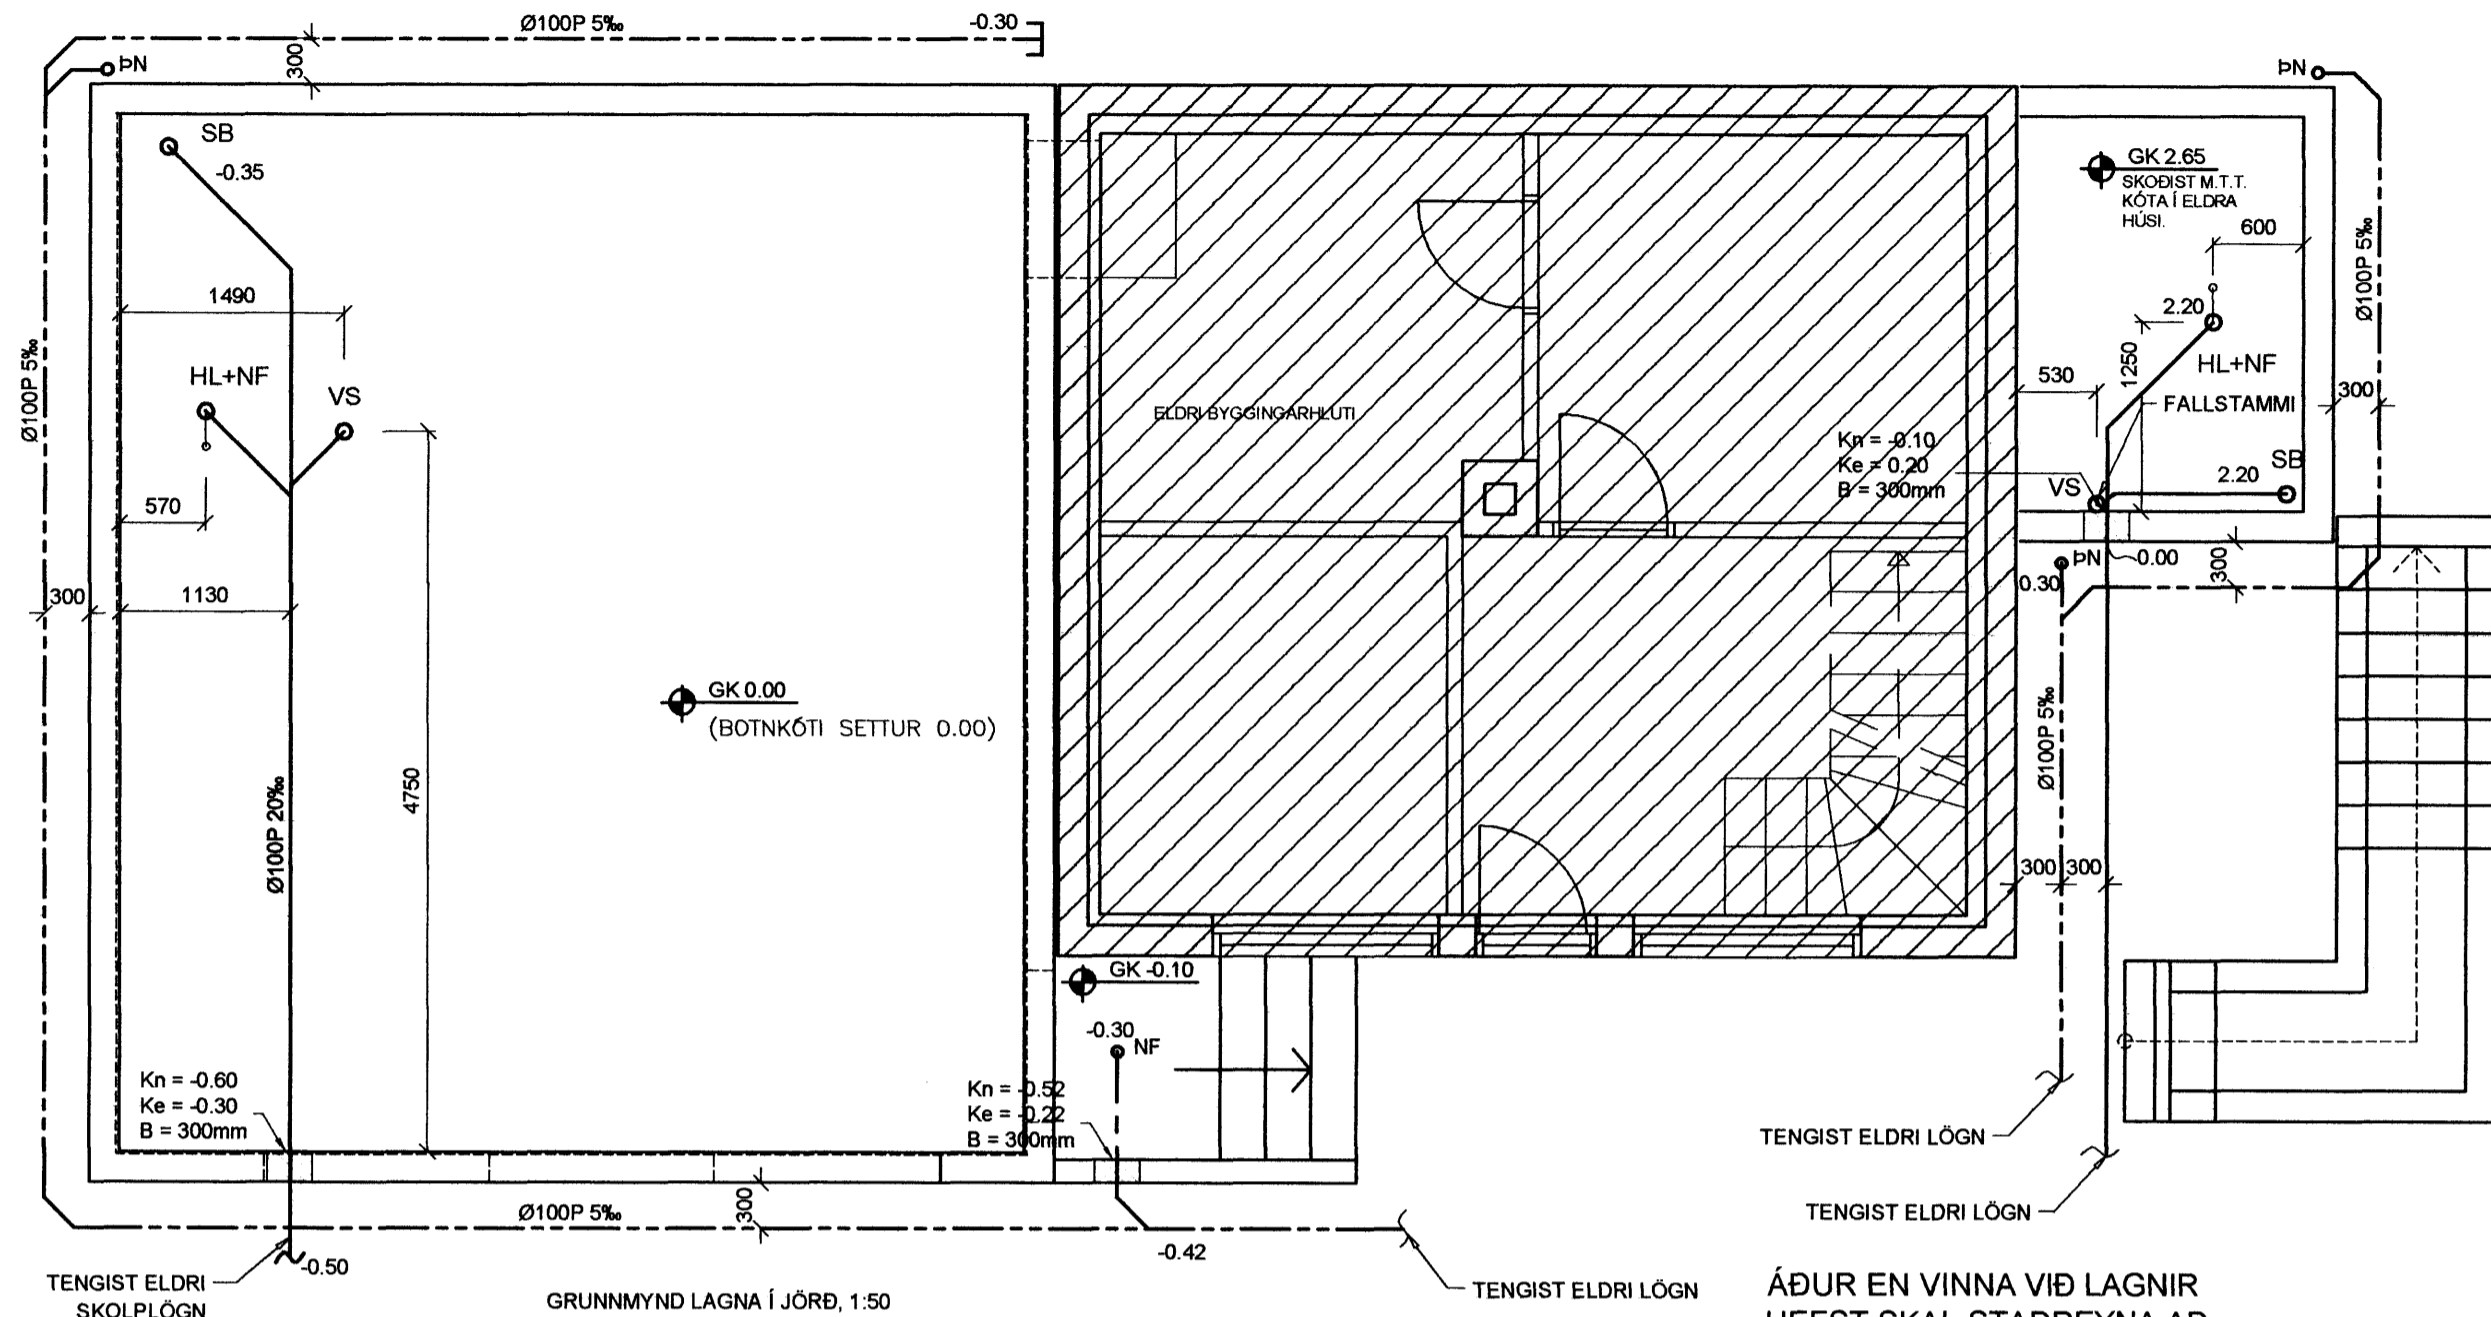 Ø100P 5‰
-0.30
300
ÞN
ÞN
SB
-0.35
GK 2.65
SKOÐIST M.T.T.
KÓTA Í ELDRA
HÚSI.
600
Ø100P 5‰
1490
2.20
1250
HL+NF
Ø100P 5‰
HL+NF
VS
530
300
FALLSTAMMI
ELDRI BYGGINGARHLUTI
Kn = -0.10
Ke = 0.20
B = 300mm
SB
VS
2.20
570
ÞN
0.00
300
0.30
300
1130
GK 0.00
(BOTNKÓTI SETTUR 0.00)
Ø100P 5‰
4750
Ø100P 20‰
300
300
GK -0.10
-0.30
NF
Kn = -0.60
Ke = -0.30
B = 300mm
Kn = -0.52
Ke = -0.22
B = 300mm
TENGIST ELDRI LÖGN
Ø100P 5‰
300
TENGIST ELDRI LÖGN
-0.42
-0.50
TENGIST ELDRI
SKOLPLÖGN
GRUNNMYND LAGNA Í JÖRÐ, 1:50
TENGIST ELDRI LÖGN
ÁÐUR EN VINNA VIÐ LAGNIR
HEFST SKAL STAÐREYNA AÐ